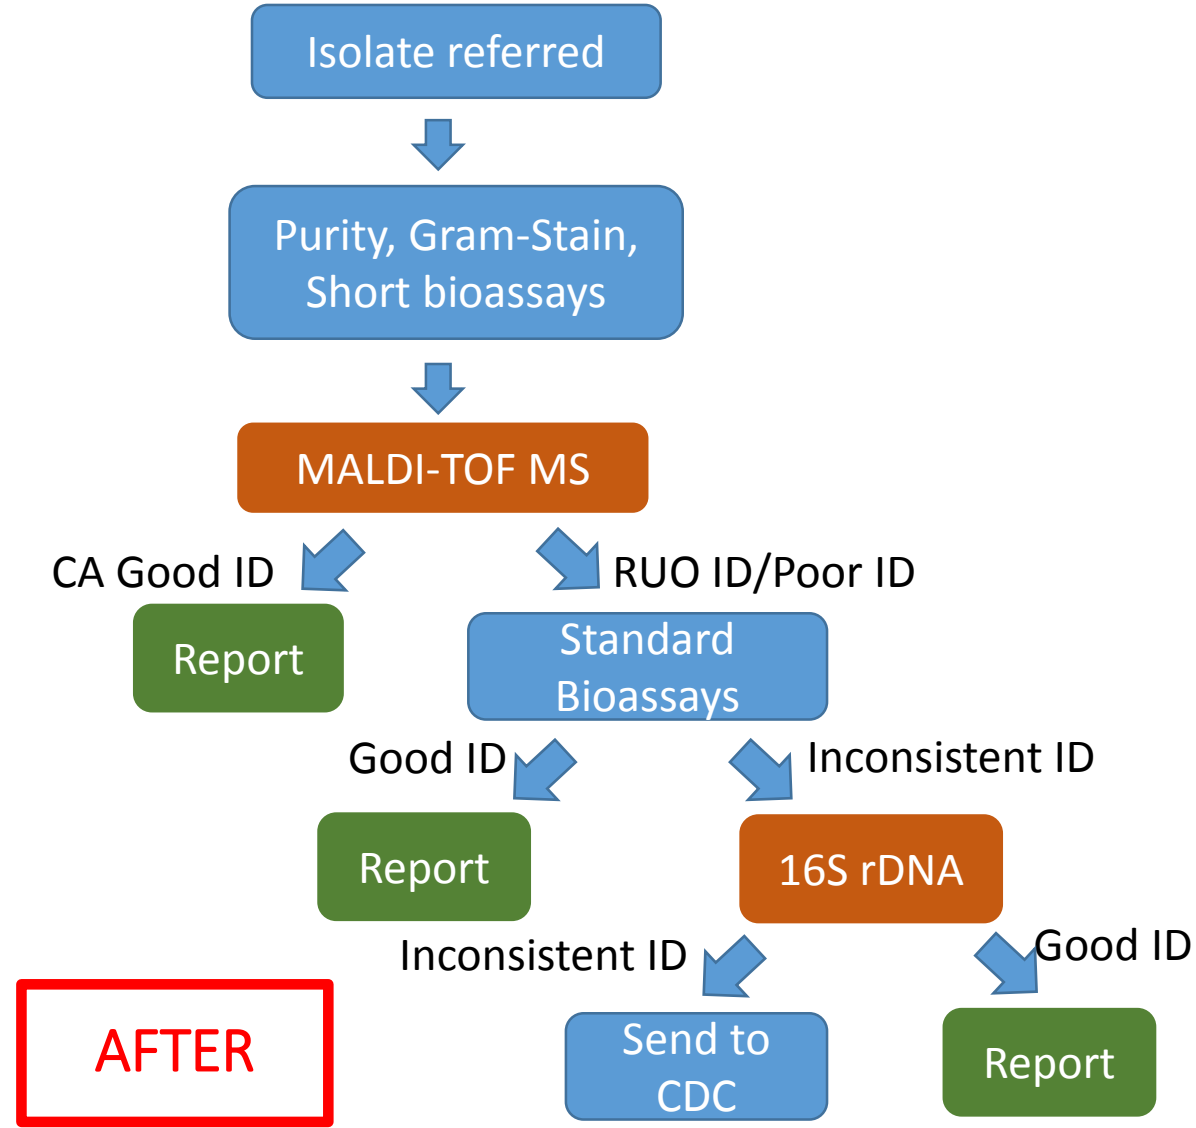 Isolate referred
Purity, Gram-Stain,
Short bioassays
MALDI-TOF MS
CA Good ID
RUO ID/Poor ID
Report
Standard
Bioassays
Good ID
Inconsistent ID
Report
16S rDNA
Inconsistent ID
Good ID
AFTER
Send to
CDC
Report